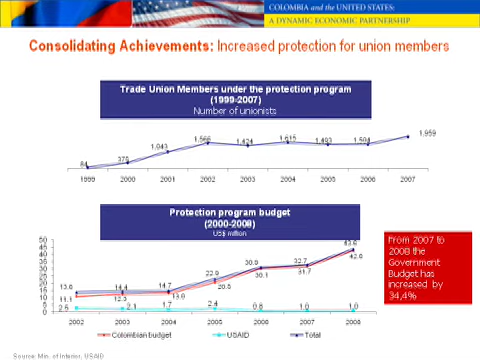 COLOMBIA and the UNITED STATES:
A DYNAMIC ECONOMIC PARTNERSHIP
Consolidating Achievements: Increased protection for union members
Trade Union Members under the protection program
(1999-2007)
Number of unionists
84 375 1,043 1,566 1,424 1,615 1,493 1,504 1,959
1999 2000 2001 2002 2003 2004 2005 2006 2007
Protection program budget
(2000-2008)
US$ million
50
45
40
35
30
25
20
15
10
5
0
13.6 14.4 14.7 22.9 30.9 32.7 43.6
11.1 12.3 13.0 20.5 30.1 31.7 42.6
2.5 2.1 1.7 2.4 0.8 1.0 1.0
2002 2003 2004 2005 2006 2007 2008
Colombian budget USAID Total
From 2007 to
2008 the
Government
Budget has
increased by
34,4%
Source: Min. of Interior, USAID